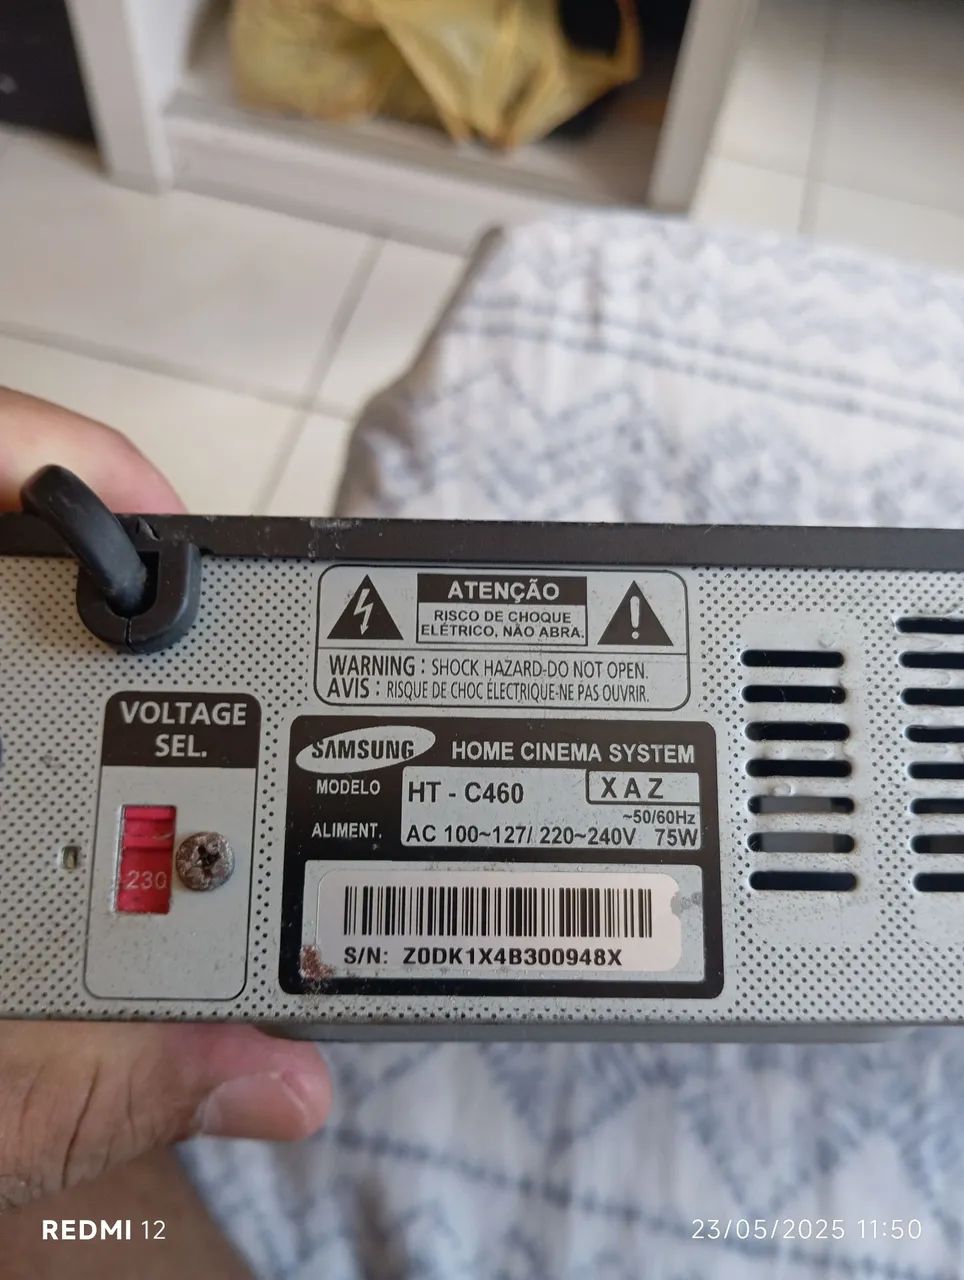 ATENÇÃO
RISCO DE CHOQUE
ELÉTRICO, NÃO ABRA.
WARNING : SHOCK HAZARD-DO NOT OPEN.
AVIS : RISQUE DE CHOC ÉLECTRIQUE-NE PAS OUVRIR.
VOLTAGE
SEL.
230
SAMSUNG HOME CINEMA SYSTEM
MODELO HT - C460 XAZ
~50/60Hz
ALIMENT. AC 100~127/ 220~240V 75W
S/N: Z0DK1X4B300948X
REDMI 12
23/05/2025 11:50